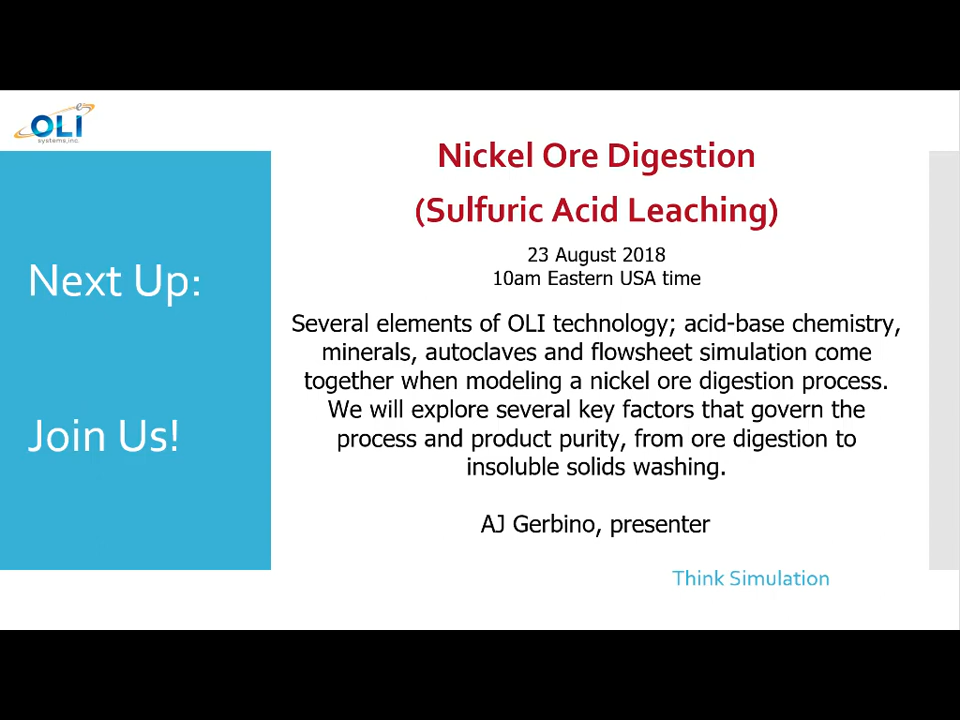 OLI
systems, inc.
Next Up:
Join Us!
Nickel Ore Digestion
(Sulfuric Acid Leaching)
23 August 2018
10am Eastern USA time
Several elements of OLI technology; acid-base chemistry,
minerals, autoclaves and flowsheet simulation come
together when modeling a nickel ore digestion process.
We will explore several key factors that govern the
process and product purity, from ore digestion to
insoluble solids washing.
AJ Gerbino, presenter
Think Simulation